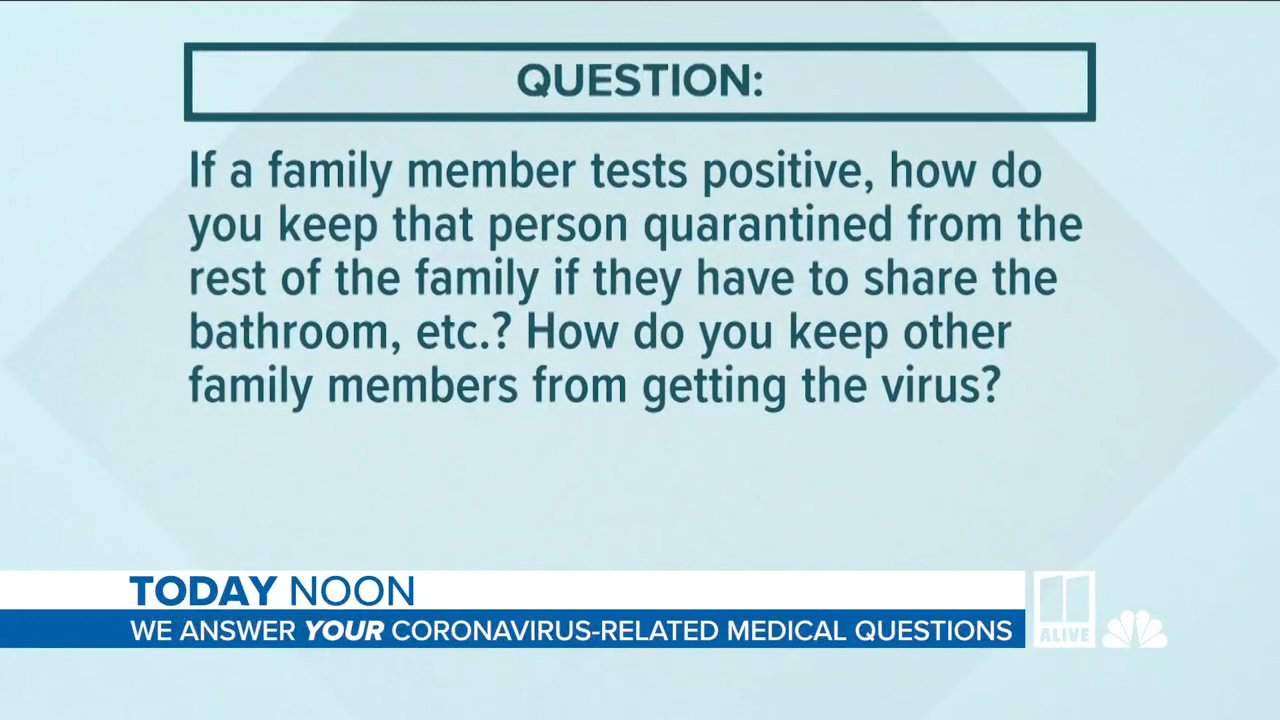 QUESTION:
If a family member tests positive, how do
you keep that person quarantined from the
rest of the family if they have to share the
bathroom, etc.? How do you keep other
family members from getting the virus?
TODAY NOON
WE ANSWER YOUR CORONAVIRUS-RELATED MEDICAL QUESTIONS
11
ALIVE